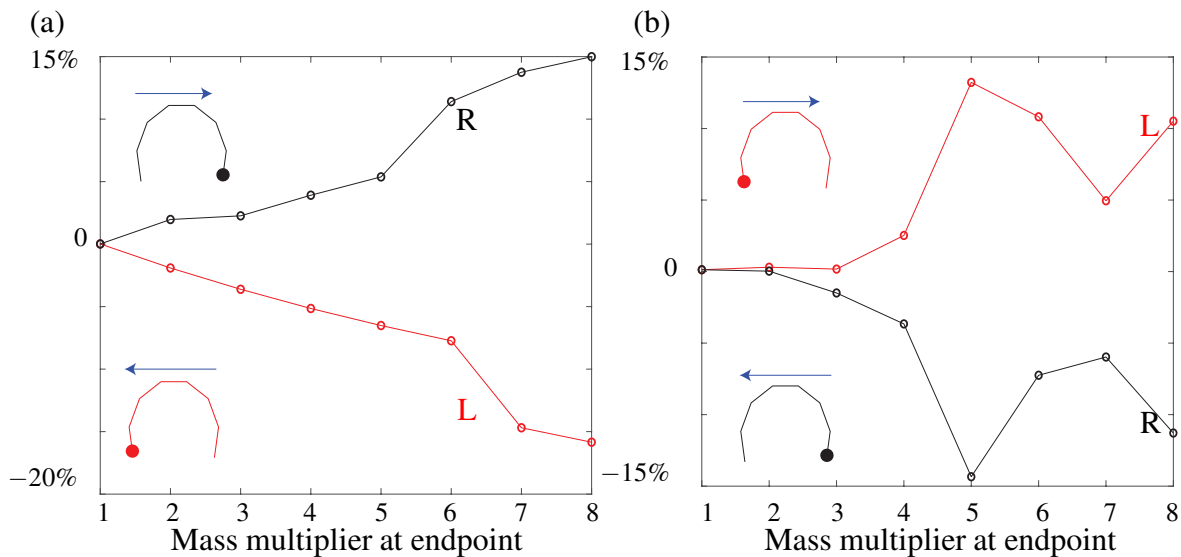 (a)
15%
R
0
L
−20%
1 2 3 4 5 6 7 8
Mass multiplier at endpoint
(b)
15%
L
0
R
−15%
1 2 3 4 5 6 7 8
Mass multiplier at endpoint